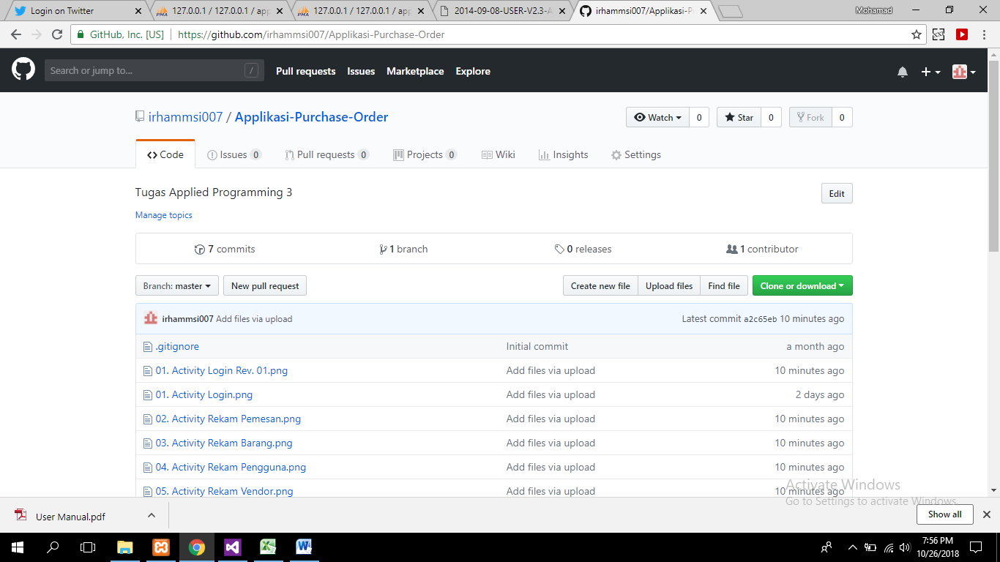 Login on Twitter
127.0.0.1 / 127.0.0.1 / app
127.0.0.1 / 127.0.0.1 / app
2014-09-08-USER-V2.3-A
irhammsi007/Applikasi-P
Mohamad
GitHub, Inc. [US]
https://github.com/irhammsi007/Applikasi-Purchase-Order
Search or jump to... /
Pull requests Issues Marketplace Explore
irhammsi007 / Applikasi-Purchase-Order
Watch 0 Star 0 Fork 0
Code Issues 0 Pull requests 0 Projects 0 Wiki Insights Settings
Tugas Applied Programming 3
Edit
Manage topics
7 commits 1 branch 0 releases 1 contributor
Branch: master New pull request Create new file Upload files Find file Clone or download
irhammsi007 Add files via upload Latest commit a2c65eb 10 minutes ago
.gitignore Initial commit a month ago
01. Activity Login Rev. 01.png Add files via upload 10 minutes ago
01. Activity Login.png Add files via upload 2 days ago
02. Activity Rekam Pemesan.png Add files via upload 10 minutes ago
03. Activity Rekam Barang.png Add files via upload 10 minutes ago
04. Activity Rekam Pengguna.png Add files via upload 10 minutes ago
05. Activity Rekam Vendor.png Add files via upload 10 minutes ago
Activate Windows
Go to Settings to activate Windows.
User Manual.pdf
Show all
7:56 PM
10/26/2018